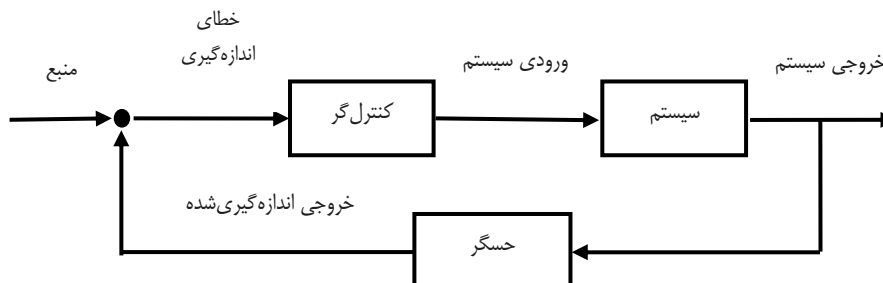 منبع
خطای
اندازه‌گیری
کنترل‌گر
ورودی سیستم
سیستم
خروجی سیستم
خروجی اندازه‌گیری‌شده
حسگر